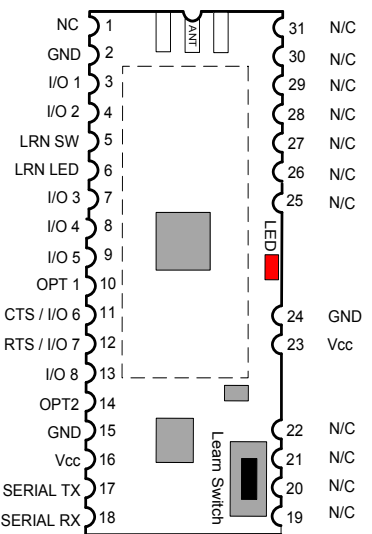 NC 1
GND 2
I/O 1 3
I/O 2 4
LRN SW 5
LRN LED 6
I/O 3 7
I/O 4 8
I/O 5 9
OPT 1 10
CTS / I/O 6 11
RTS / I/O 7 12
I/O 8 13
OPT2 14
GND 15
Vcc 16
SERIAL TX 17
SERIAL RX 18
ANT
LED
Learn Switch
31 N/C
30 N/C
29 N/C
28 N/C
27 N/C
26 N/C
25 N/C
24 GND
23 Vcc
22 N/C
21 N/C
20 N/C
19 N/C